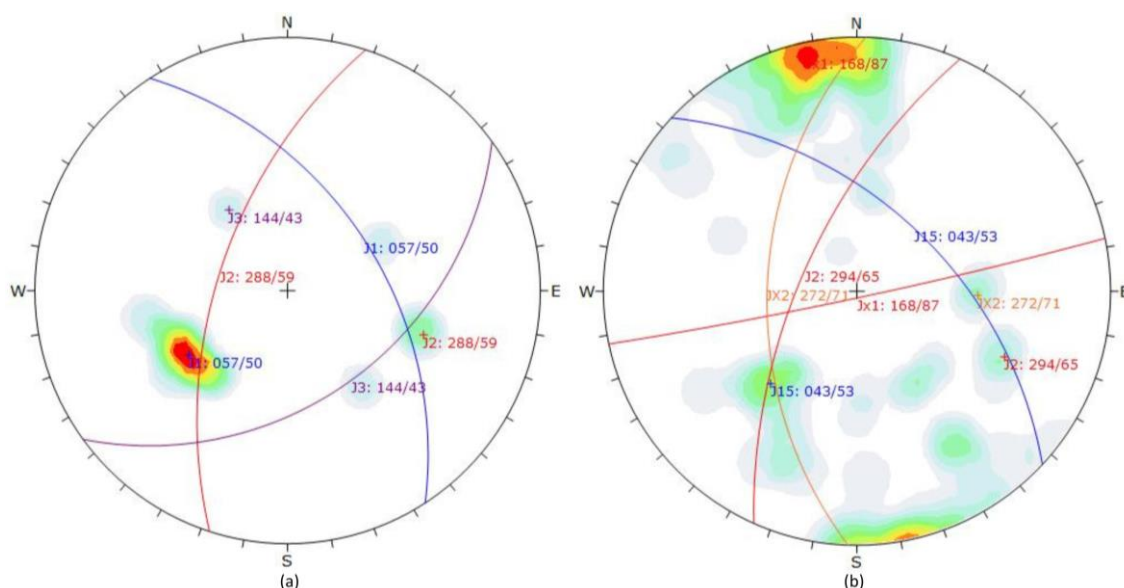 N
W
S
J3: 144/43
J1: 057/50
J2: 288/59
E
J1: 057/50
J2: 288/59
J3: 144/43
(a)
N
W
E
S
Jx1: 168/87
J15: 043/53
J2: 294/65
JX2: 272/71
Jx1: 168/87
JX2: 272/71
J2: 294/65
J15: 043/53
(b)